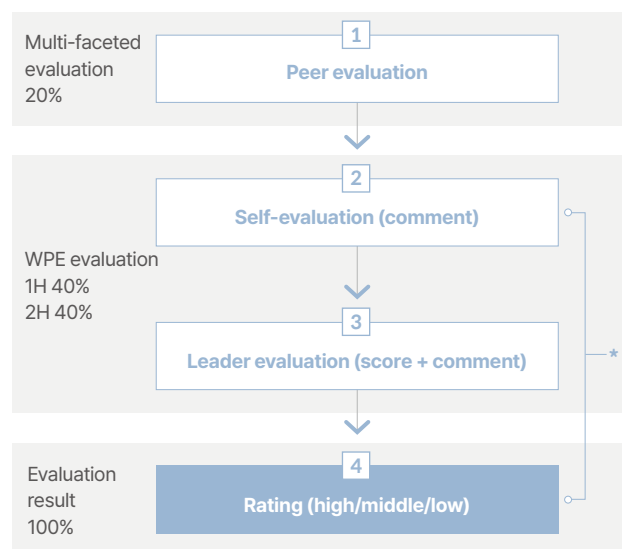 Multi-faceted
evaluation
20%
1
Peer evaluation
WPE evaluation
1H 40%
2H 40%
2
Self-evaluation (comment)
3
Leader evaluation (score + comment)
*
Evaluation
result
100%
4
Rating (high/middle/low)